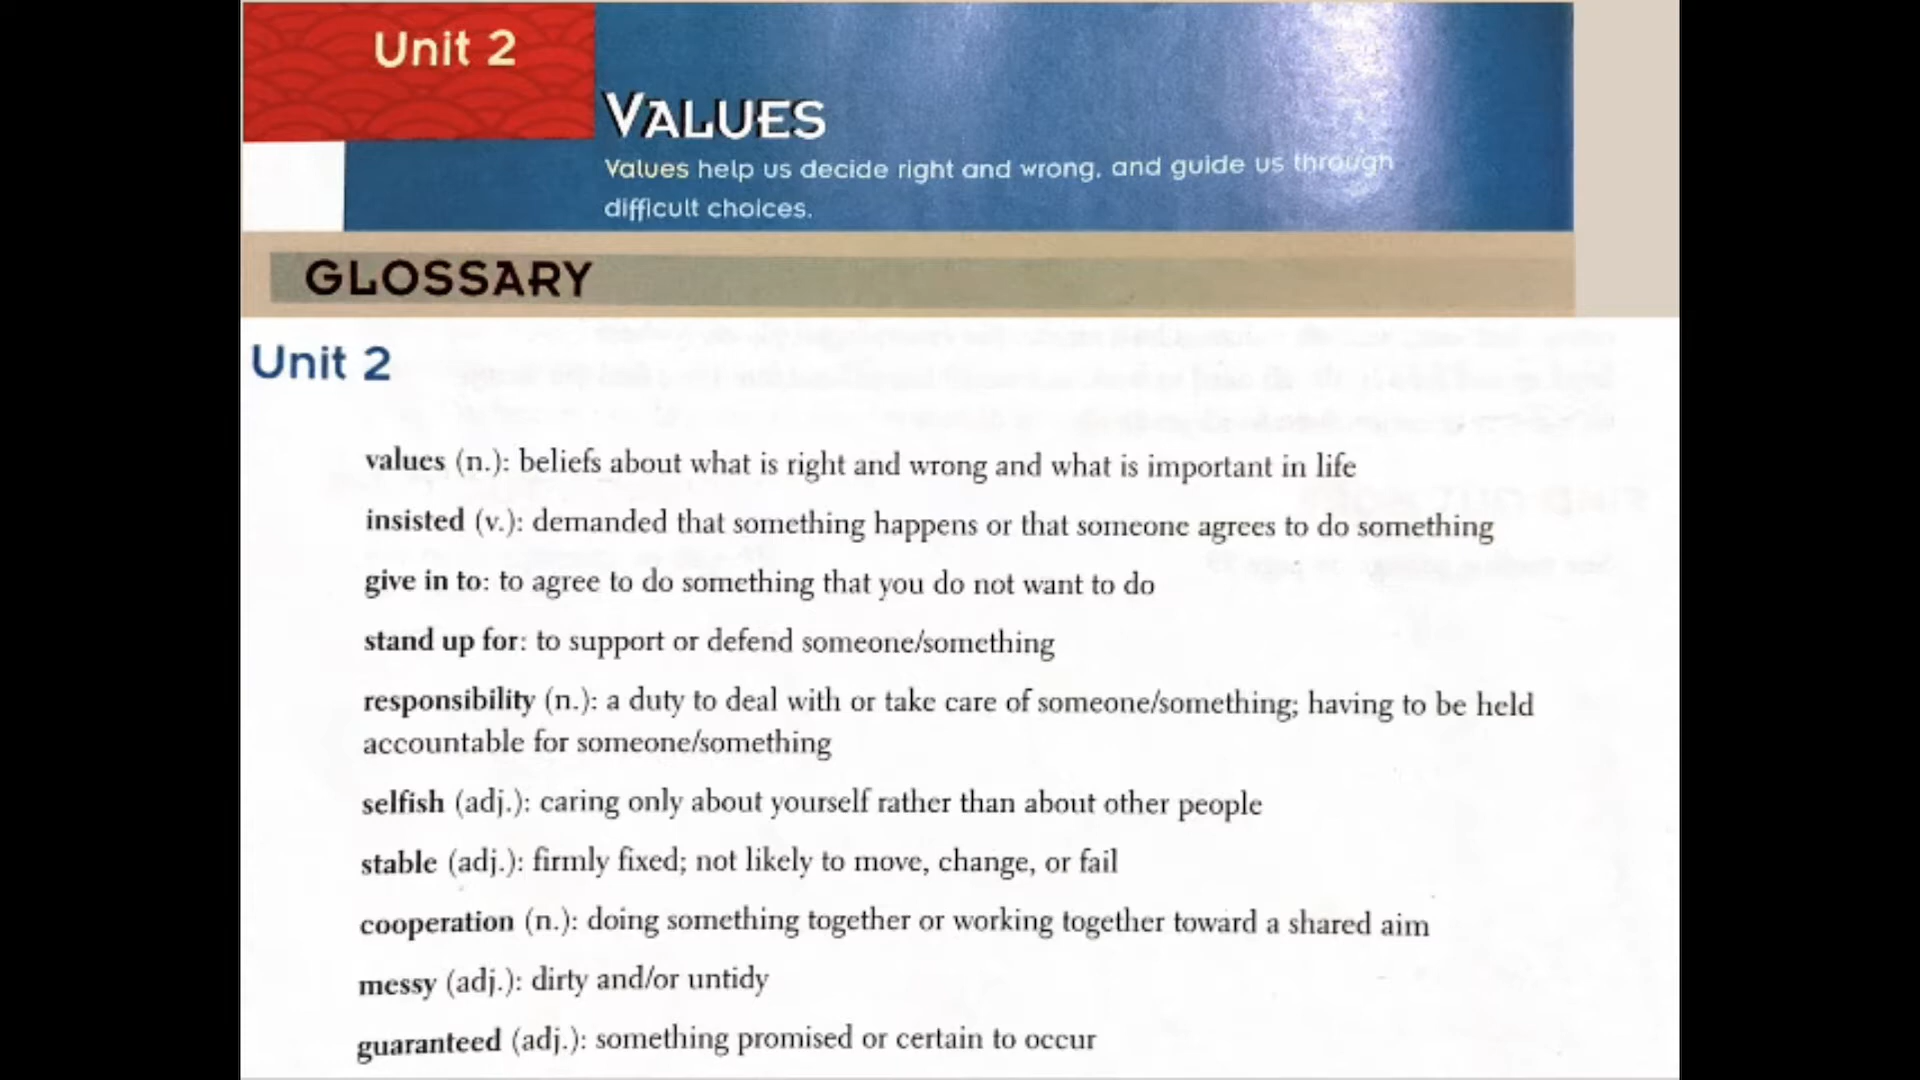 Unit 2
VALUES
Values help us decide right and wrong, and guide us through
difficult choices.
GLOSSARY
Unit 2
values (n.): beliefs about what is right and wrong and what is important in life
insisted (v.): demanded that something happens or that someone agrees to do something
give in to: to agree to do something that you do not want to do
stand up for: to support or defend someone/something
responsibility (n.): a duty to deal with or take care of someone/something; having to be held
accountable for someone/something
selfish (adj.): caring only about yourself rather than about other people
stable (adj.): firmly fixed; not likely to move, change, or fail
cooperation (n.): doing something together or working together toward a shared aim
messy (adj.): dirty and/or untidy
guaranteed (adj.): something promised or certain to occur